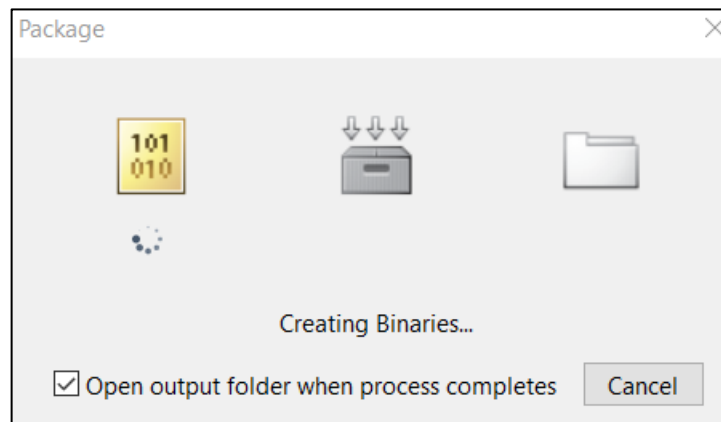 Package
101
010
Creating Binaries...
Open output folder when process completes
Cancel